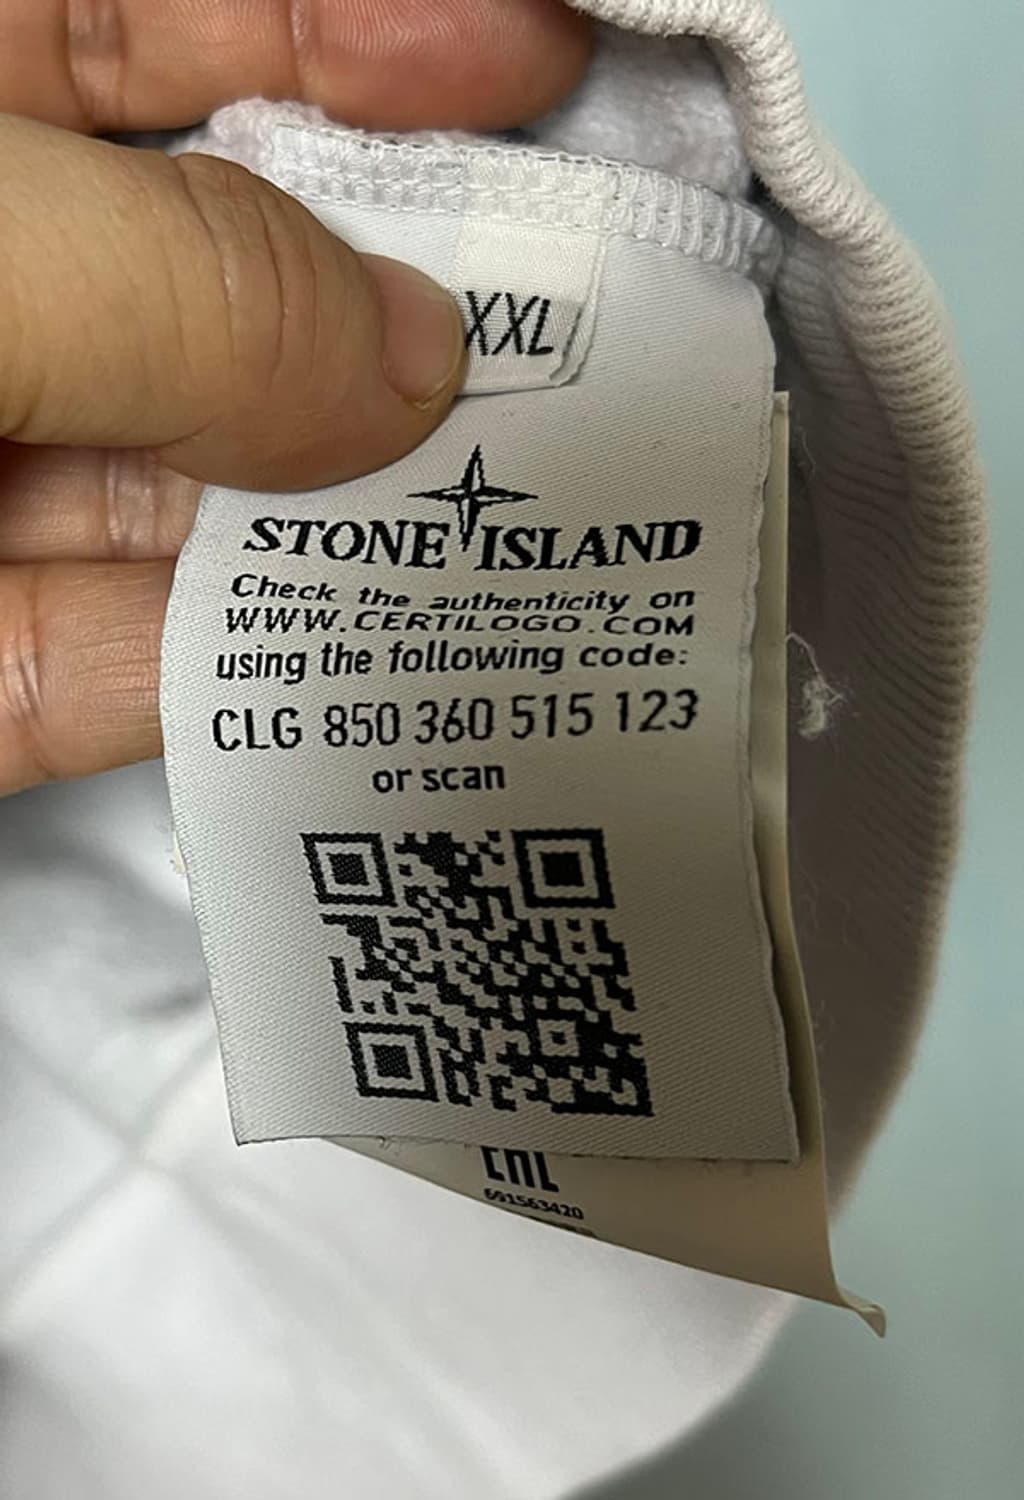 XXL
STONE ISLAND
Check the authenticity on
WWW.CERTILOGO.COM
using the following code:
CLG 850 360 515 123
or scan
691563420